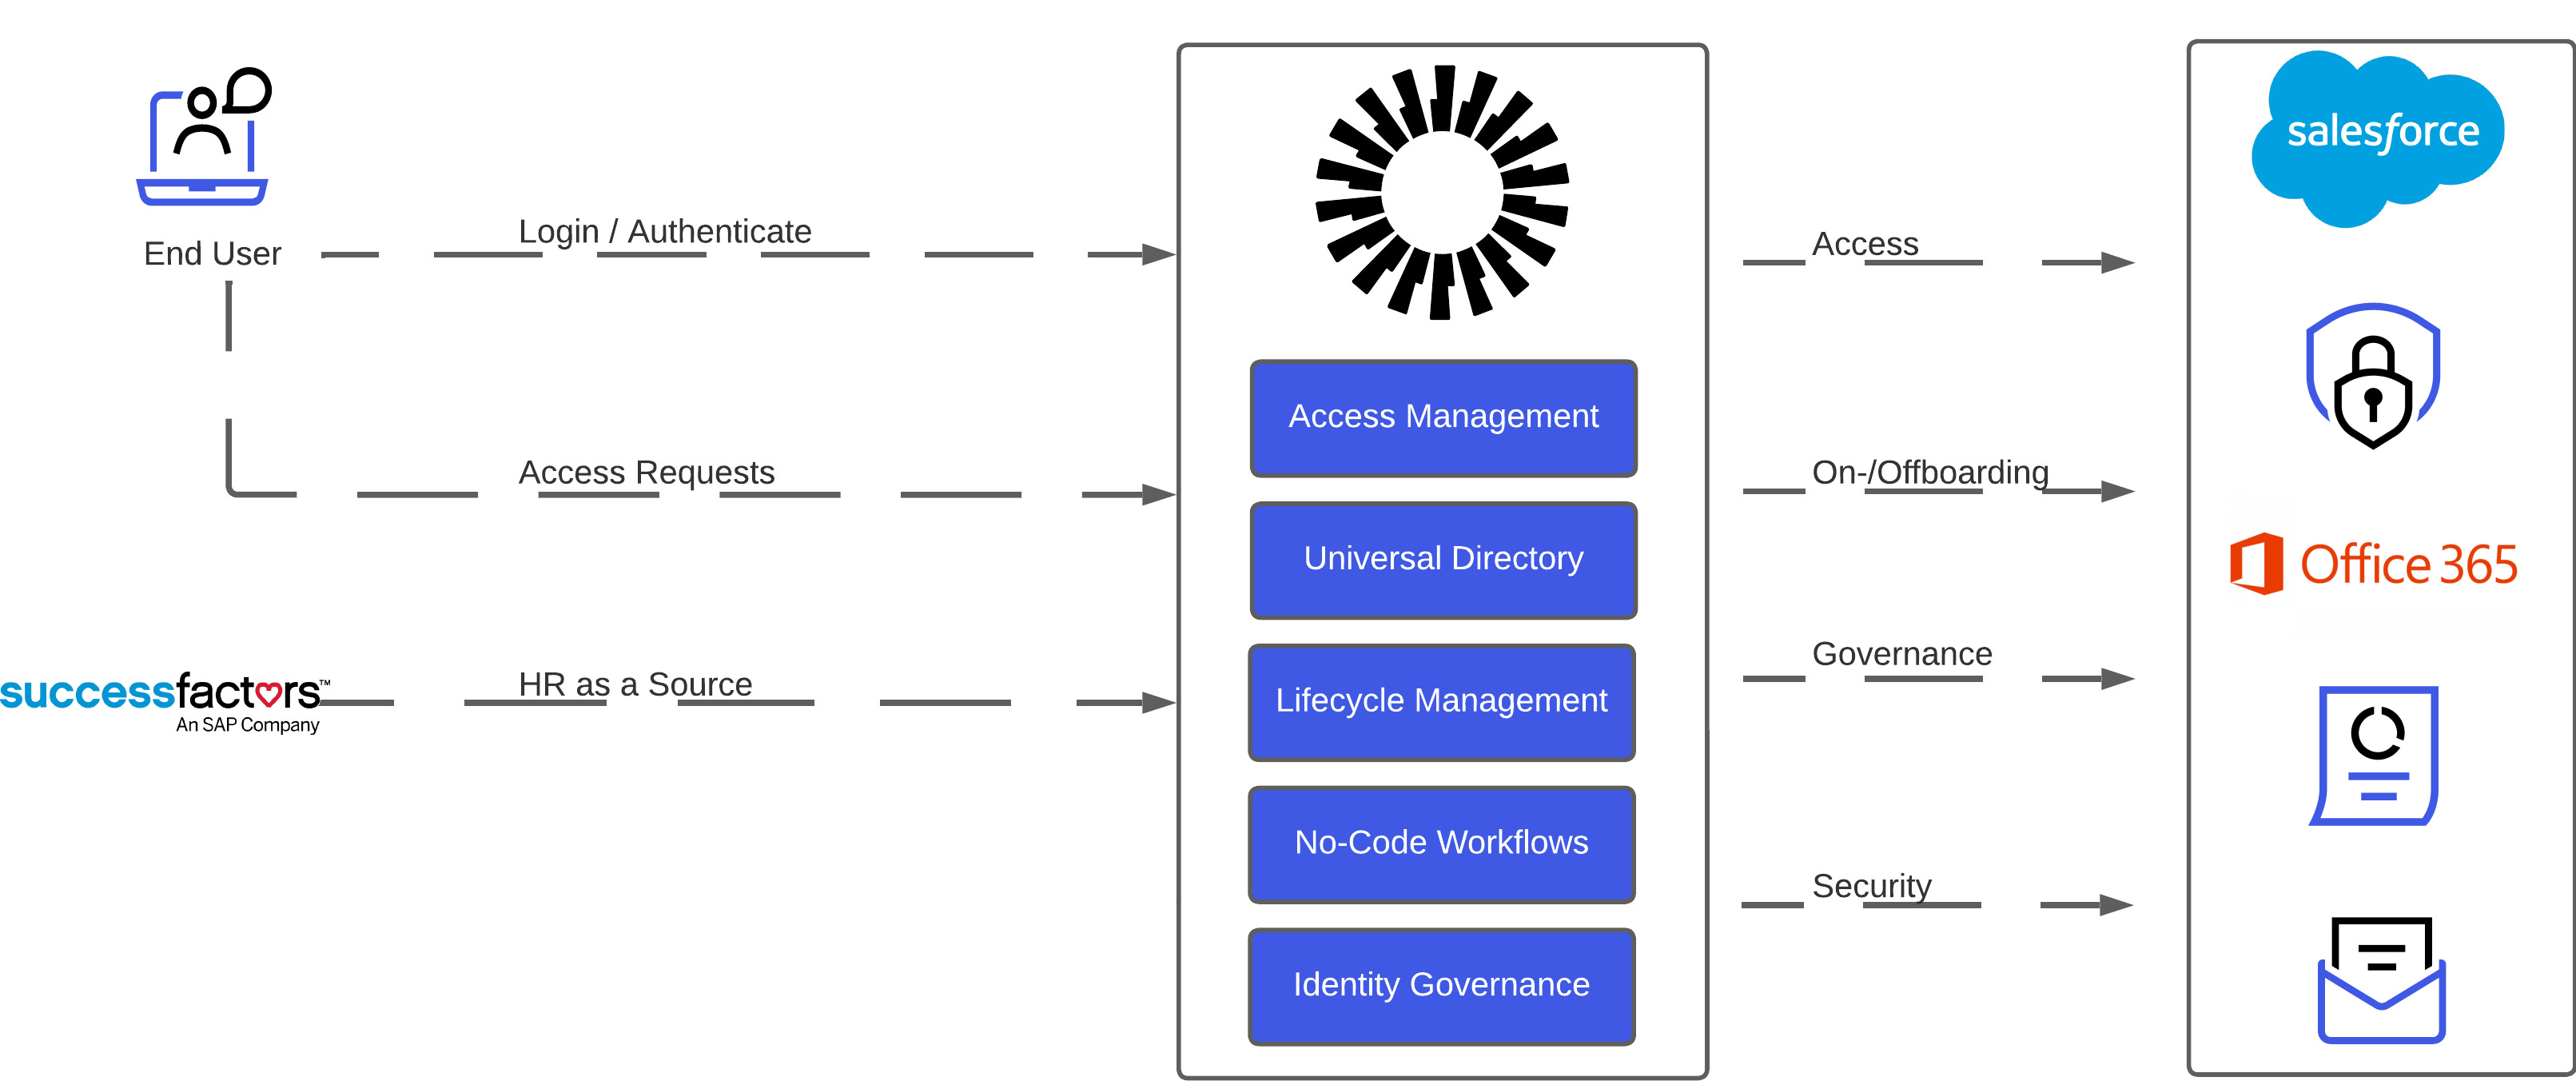 End User
Login / Authenticate
Access Requests
successfactors™
An SAP Company
HR as a Source
Access Management
Universal Directory
Lifecycle Management
No-Code Workflows
Identity Governance
Access
On-/Offboarding
Governance
Security
salesforce
Office 365